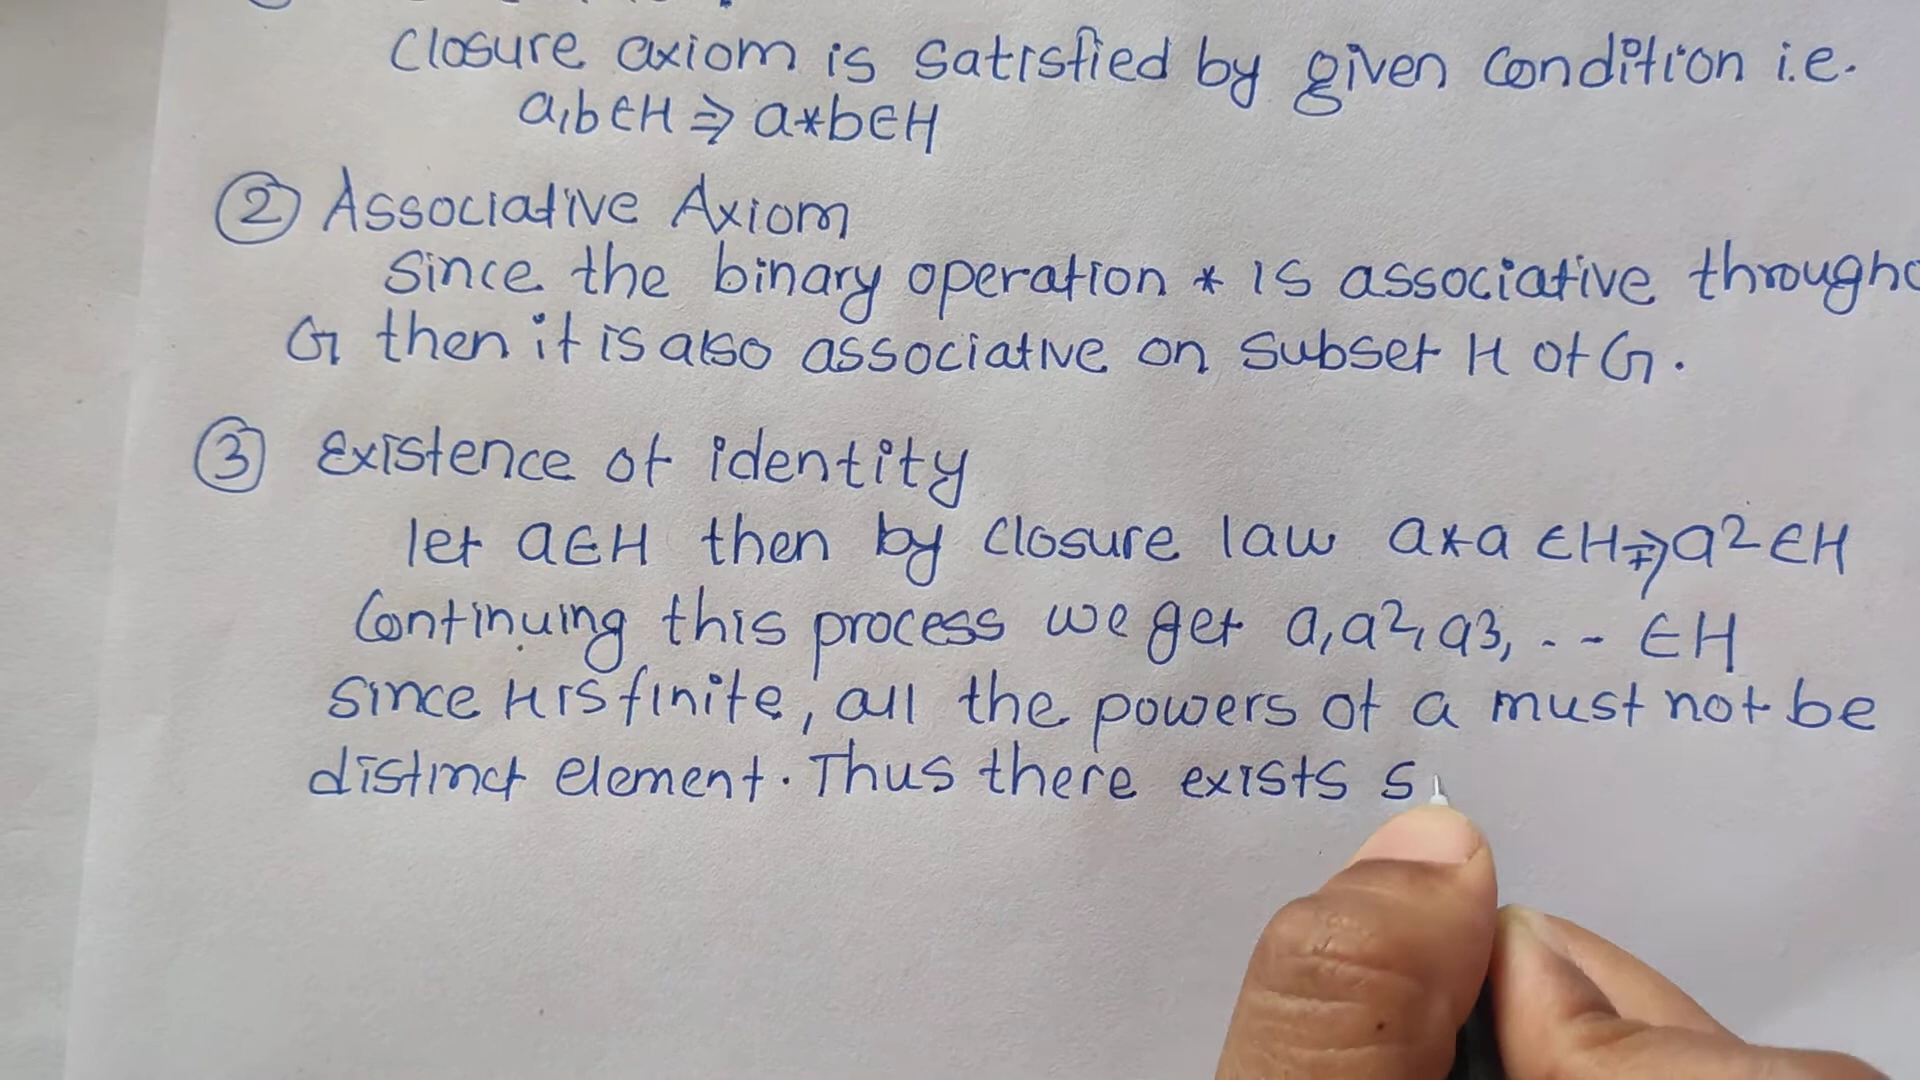 Closure axiom is satisfied by given condition i.e.
a,b∈H ⇒ a*b∈H
② Associative Axiom
Since the binary operation * is associative
G then it is also associative on subset H of G.
③ Existence of identity
let a∈H then by closure law a*a ∈H⇒a² ∈H
Continuing this process we get a,a²,a3, .-- ∈H
since H is finite, all the powers of a must not be
distinct element. Thus there exists s